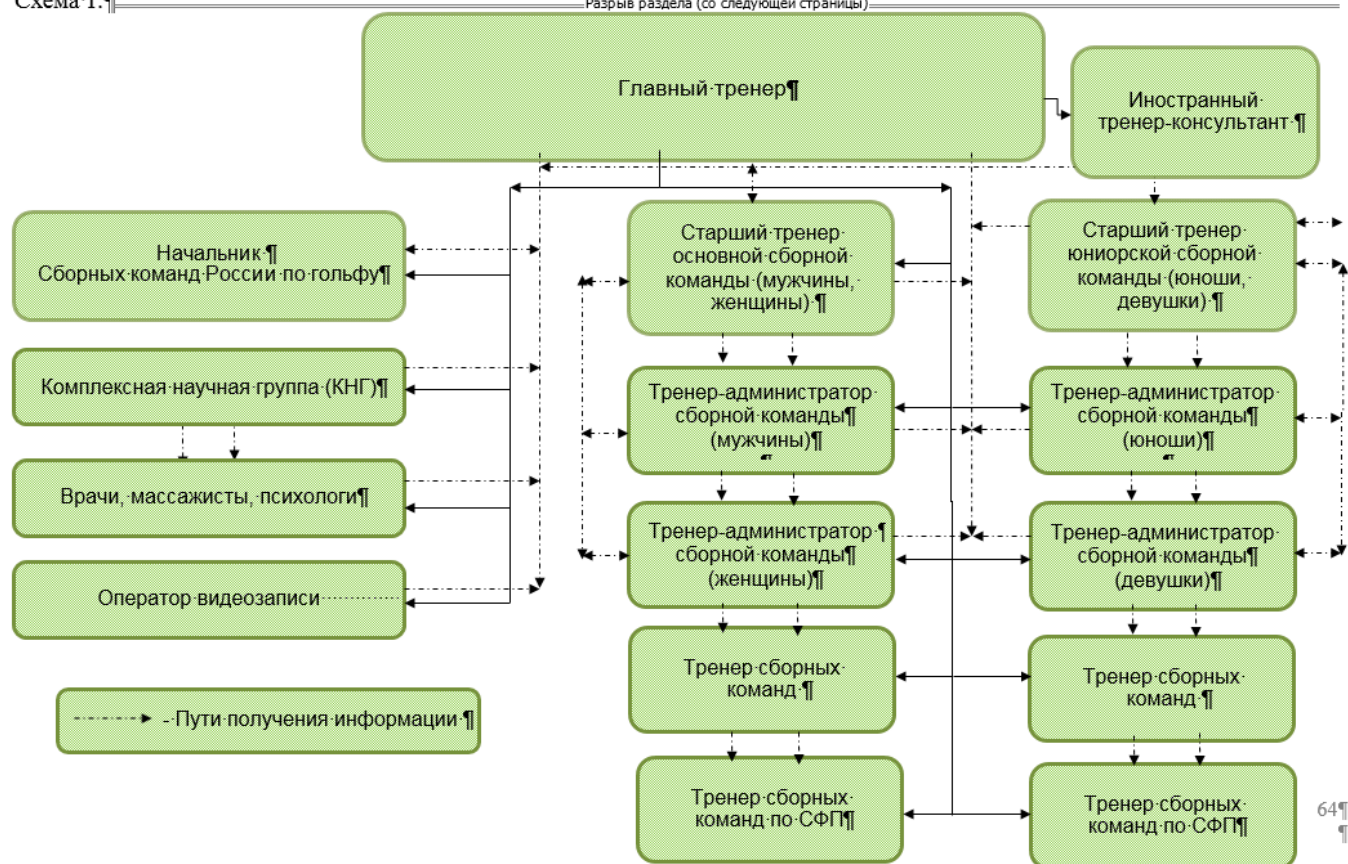 Схема 1.¶
Разрыв раздела (со следующей страницы)
Главный тренер¶
Иностранный
тренер-консультант ¶
Начальник ¶
Сборных команд России по гольфу¶
Старший тренер
основной сборной
команды (мужчины,
женщины) ¶
Старший тренер
юниорской сборной
команды (юноши,
девушки) ¶
Комплексная научная группа (КНГ)¶
Тренер-администратор
сборной команды¶
(мужчины)¶
¶
Тренер-администратор
сборной команды¶
(юноши)¶
¶
Врачи, массажисты, психологи¶
Тренер-администратор ¶
сборной команды¶
(женщины)¶
Тренер-администратор
сборной команды¶
(девушки)¶
Оператор видеозаписи
Тренер сборных
команд ¶
Тренер сборных
команд ¶
- Пути получения информации ¶
Тренер сборных
команд по СФП¶
Тренер сборных
команд по СФП¶
64¶
¶